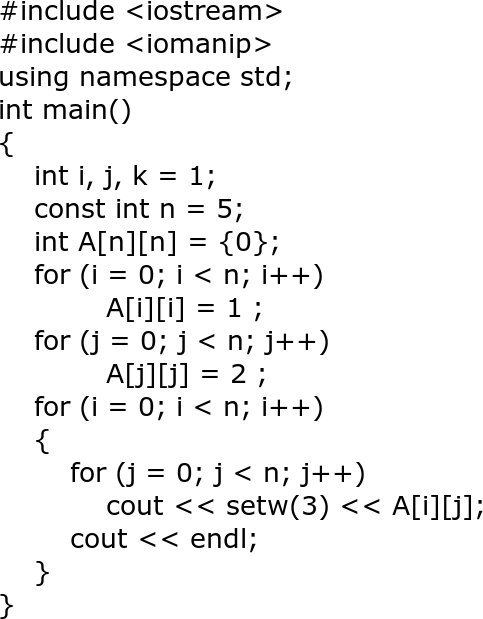 #include <iostream>
#include <iomanip>
using namespace std;
int main()
{
int i, j, k = 1;
const int n = 5;
int A[n][n] = {0};
for (i = 0; i < n; i++)
A[i][i] = 1 ;
for (j = 0; j < n; j++)
A[j][j] = 2 ;
for (i = 0; i < n; i++)
{
for (j = 0; j < n; j++)
cout << setw(3) << A[i][j];
cout << endl;
}
}